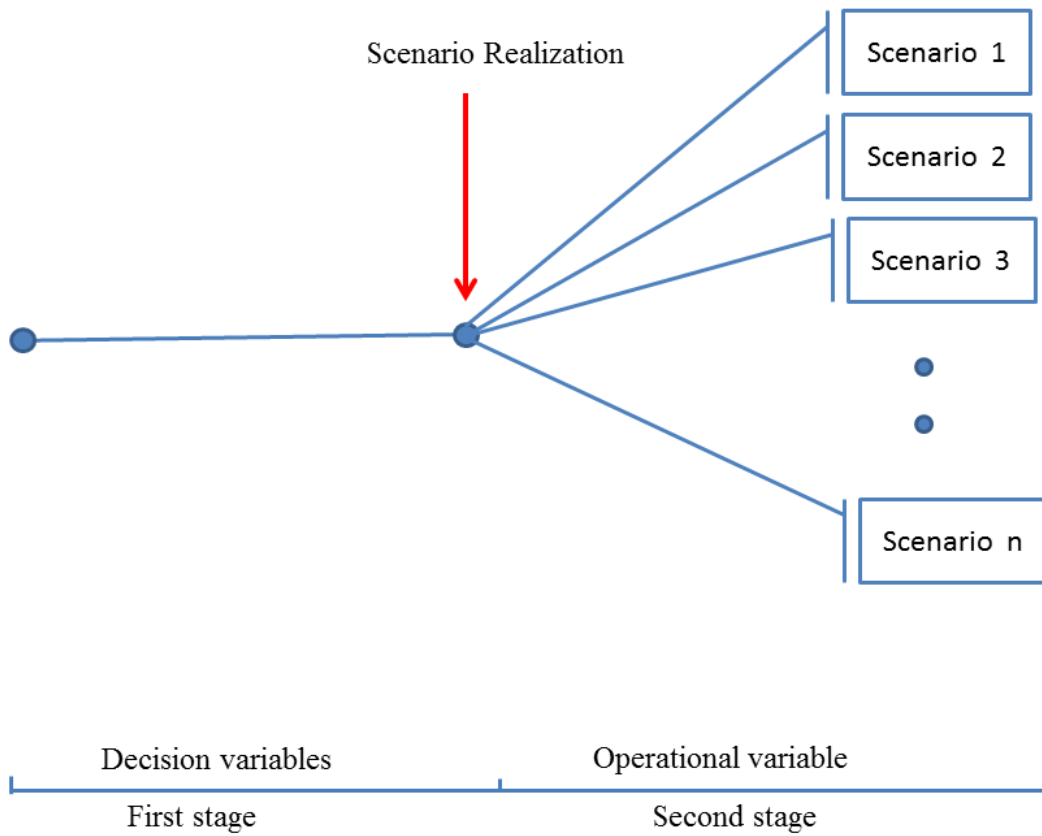 Scenario Realization
Scenario 1
Scenario 2
Scenario 3
Scenario n
Decision variables
Operational variable
First stage
Second stage